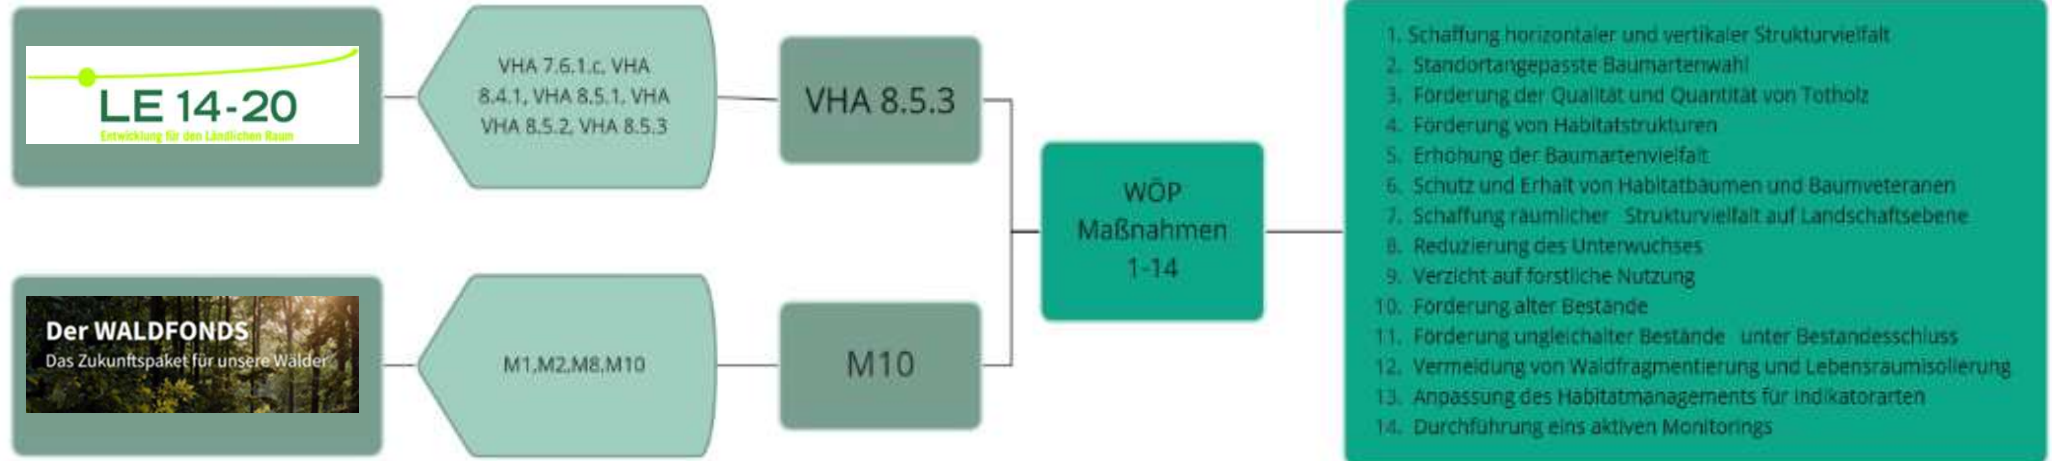 LE 14-20
Entwicklung für den Ländlichen Raum
VHA 7.6.1.c, VHA
8.4.1, VHA 8.5.1, VHA
VHA 8.5.2, VHA 8.5.3
VHA 8.5.3
Der WALDFONDS
Das Zukunftspaket für unsere Wälder
M1,M2,M8,M10
M10
WÖP
Maßnahmen
1-14
1. Schaffung horizontaler und vertikaler Strukturvielfalt
2. Standortangepasste Baumartenwahl
3. Förderung der Qualität und Quantität von Totholz
4. Förderung von Habitatstrukturen
5. Erhöhung der Baumartenvielfalt
6. Schutz und Erhalt von Habitatbäumen und Baumveteranen
7. Schaffung räumlicher Strukturvielfalt auf Landschaftsebene
8. Reduzierung des Unterwuchses
9. Verzicht auf forstliche Nutzung
10. Förderung alter Bestände
11. Förderung ungleichalter Bestände unter Bestandesschluss
12. Vermeidung von Waldfragmentierung und Lebensraumisolierung
13. Anpassung des Habitatmanagements für Indikatorarten
14. Durchführung eins aktiven Monitorings